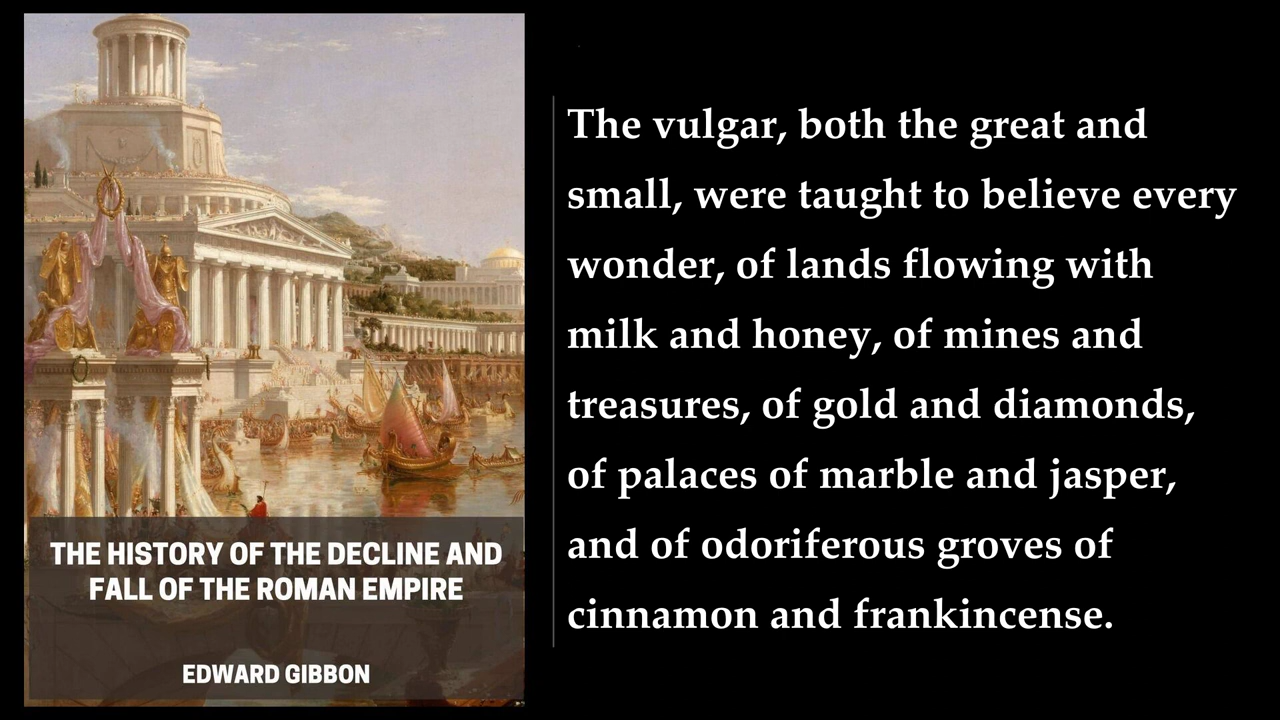 THE HISTORY OF THE DECLINE AND
FALL OF THE ROMAN EMPIRE
EDWARD GIBBON
The vulgar, both the great and
small, were taught to believe every
wonder, of lands flowing with
milk and honey, of mines and
treasures, of gold and diamonds,
of palaces of marble and jasper,
and of odoriferous groves of
cinnamon and frankincense.